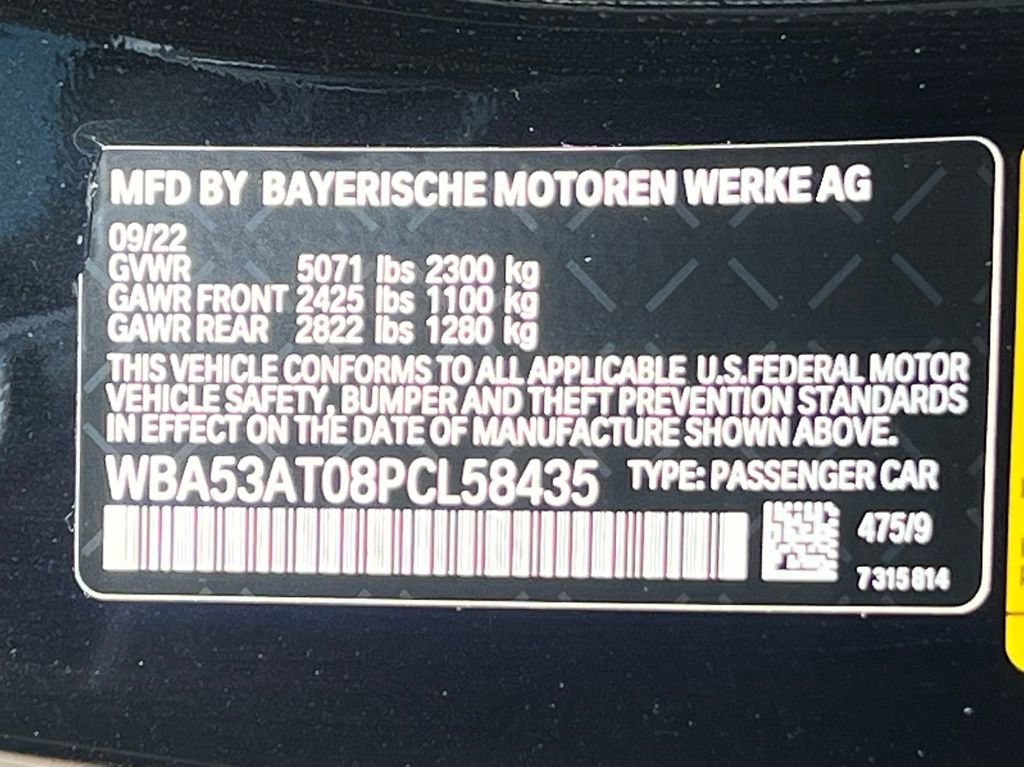 MFD BY BAYERISCHE MOTOREN WERKE AG
09/22
GVWR 5071 lbs 2300 kg
GAWR FRONT 2425 lbs 1100 kg
GAWR REAR 2822 lbs 1280 kg
THIS VEHICLE CONFORMS TO ALL APPLICABLE U.S.FEDERAL MOTOR
VEHICLE SAFETY, BUMPER AND THEFT PREVENTION STANDARDS
IN EFFECT ON THE DATE OF MANUFACTURE SHOWN ABOVE.
WBA53AT08PCL58435 TYPE: PASSENGER CAR
475/9
7315814